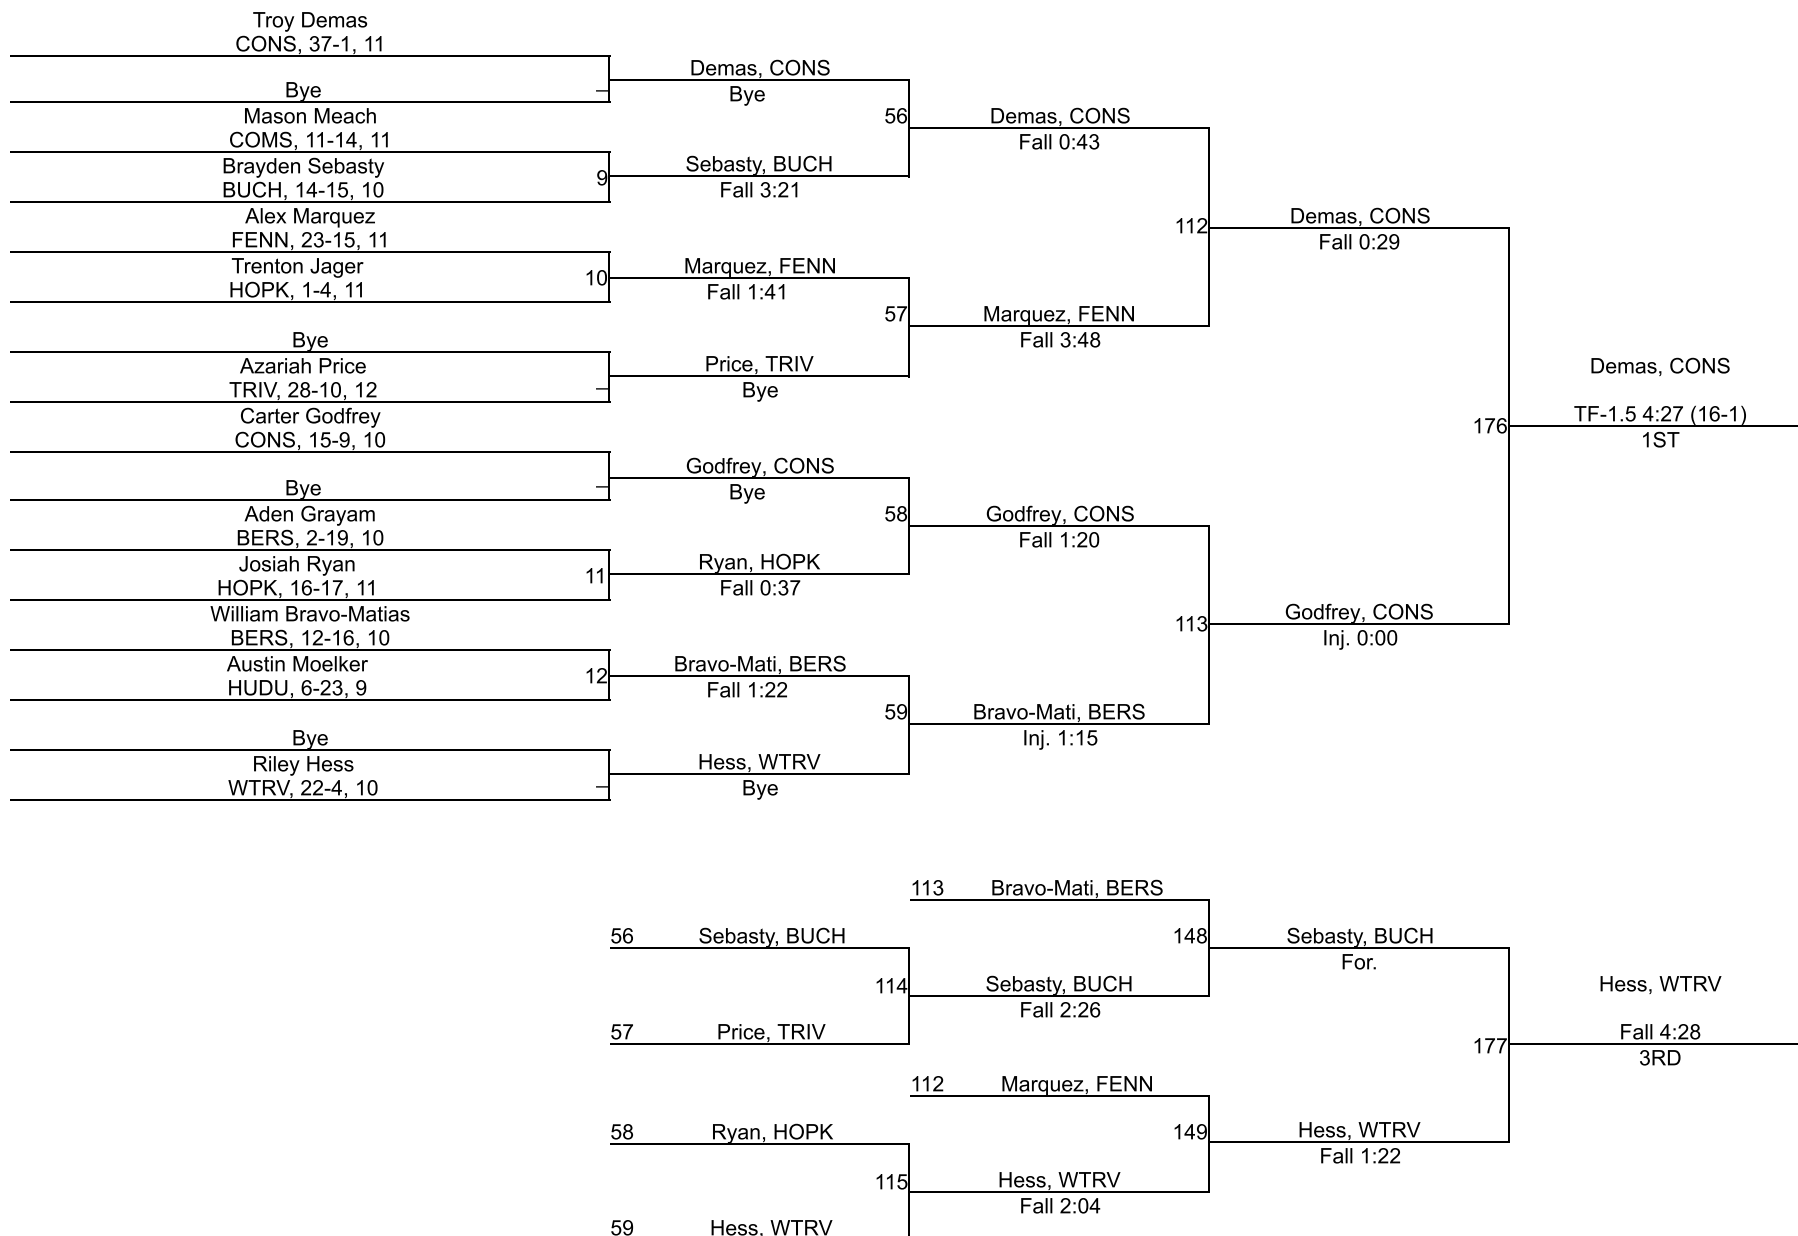 Troy Demas
CONS, 37-1, 11
Bye
Mason Meach
COMS, 11-14, 11
Brayden Sebasty
BUCH, 14-15, 10
9
Alex Marquez
FENN, 23-15, 11
Trenton Jager
HOPK, 1-4, 11
10
Bye
Azariah Price
TRIV, 28-10, 12
Carter Godfrey
CONS, 15-9, 10
Bye
Aden Grayam
BERS, 2-19, 10
Josiah Ryan
HOPK, 16-17, 11
11
William Bravo-Matias
BERS, 12-16, 10
Austin Moelker
HUDU, 6-23, 9
12
Bye
Riley Hess
WTRV, 22-4, 10
Demas, CONS
Bye
56
Sebasty, BUCH
Fall 3:21
Marquez, FENN
Fall 1:41
57
Price, TRIV
Bye
Godfrey, CONS
Bye
58
Ryan, HOPK
Fall 0:37
Bravo-Mati, BERS
Fall 1:22
59
Hess, WTRV
Bye
Demas, CONS
Fall 0:43
112
Marquez, FENN
Fall 3:48
Godfrey, CONS
Fall 1:20
113
Bravo-Mati, BERS
Inj. 1:15
Demas, CONS
Fall 0:29
176
Godfrey, CONS
Inj. 0:00
Demas, CONS
TF-1.5 4:27 (16-1)
1ST
56 Sebasty, BUCH
114
57 Price, TRIV
58 Ryan, HOPK
115
59 Hess, WTRV
113 Bravo-Mati, BERS
148
Sebasty, BUCH
Fall 2:26
112 Marquez, FENN
149
Hess, WTRV
Fall 2:04
Sebasty, BUCH
For.
177
Hess, WTRV
Fall 1:22
Hess, WTRV
Fall 4:28
3RD